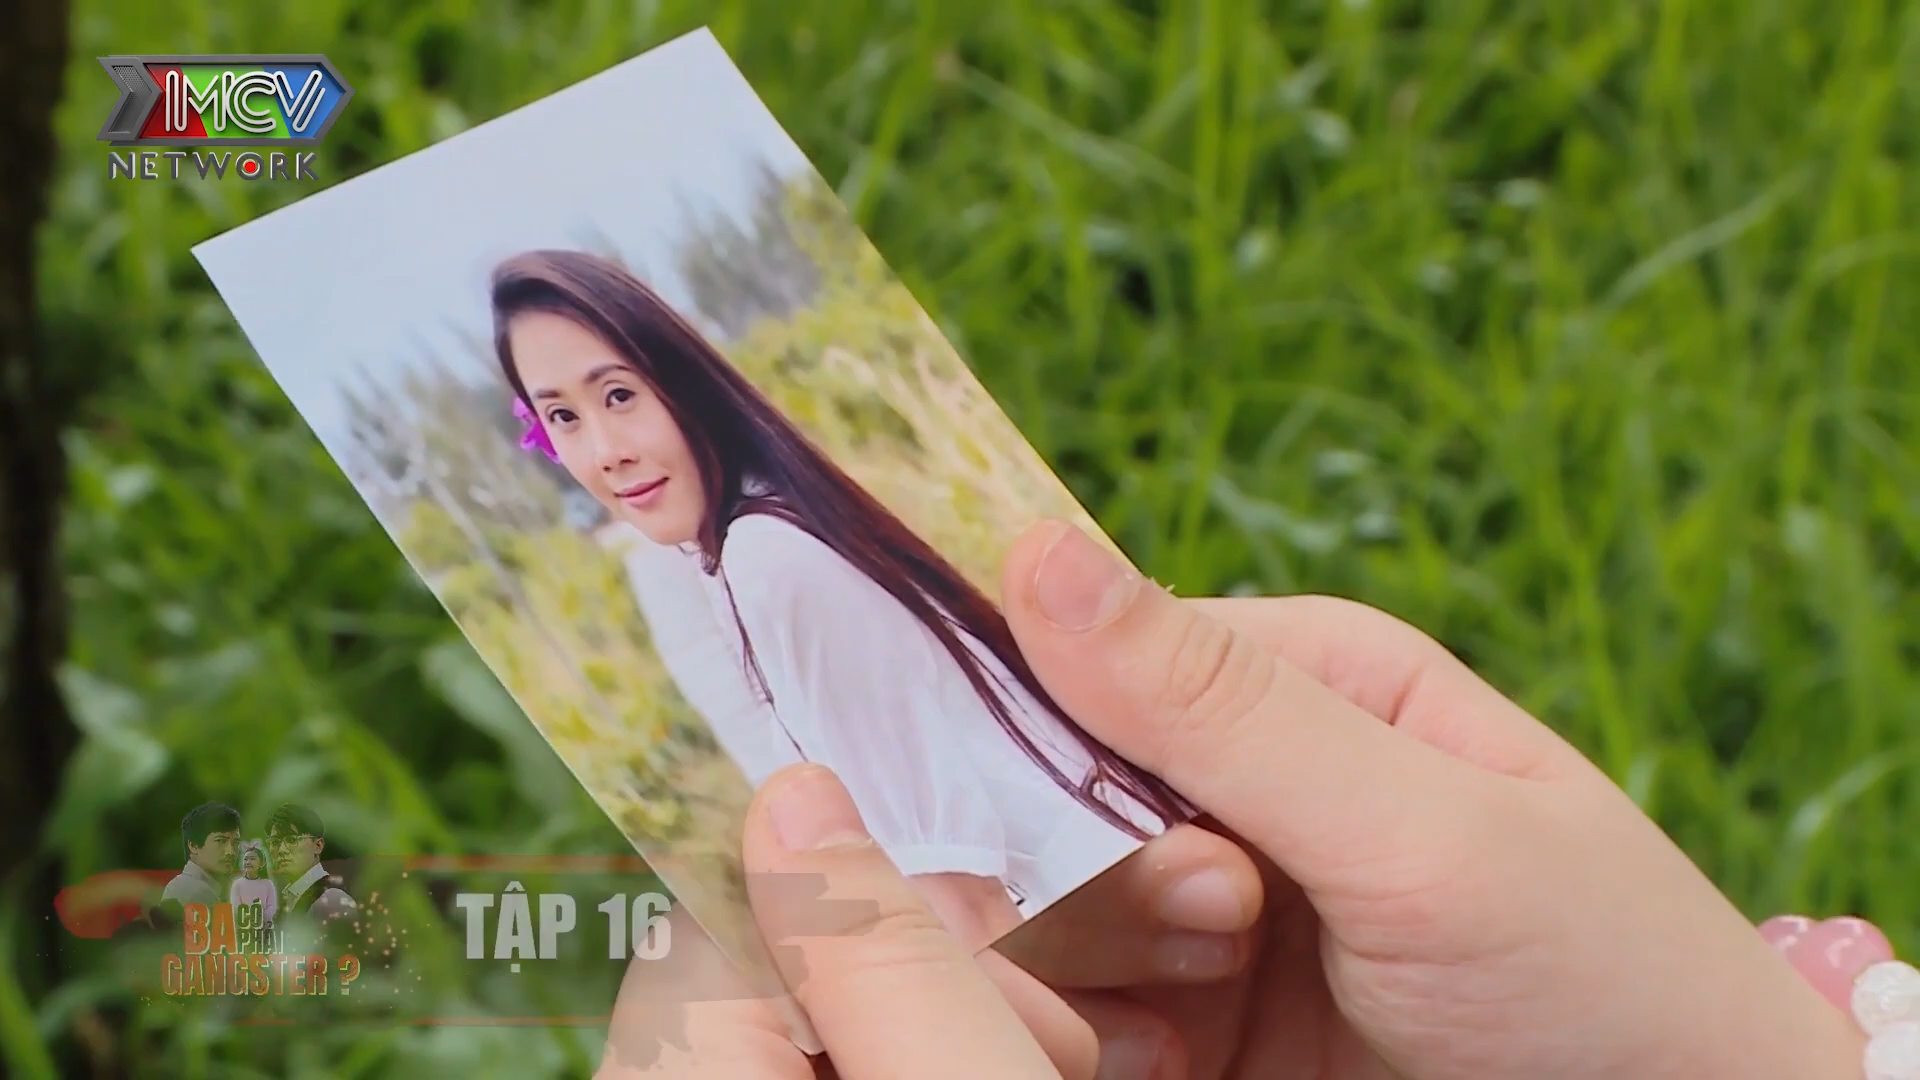 MCV
NETWORK
BA CÓ PHẢI
GANGSTER ?
TẬP 16